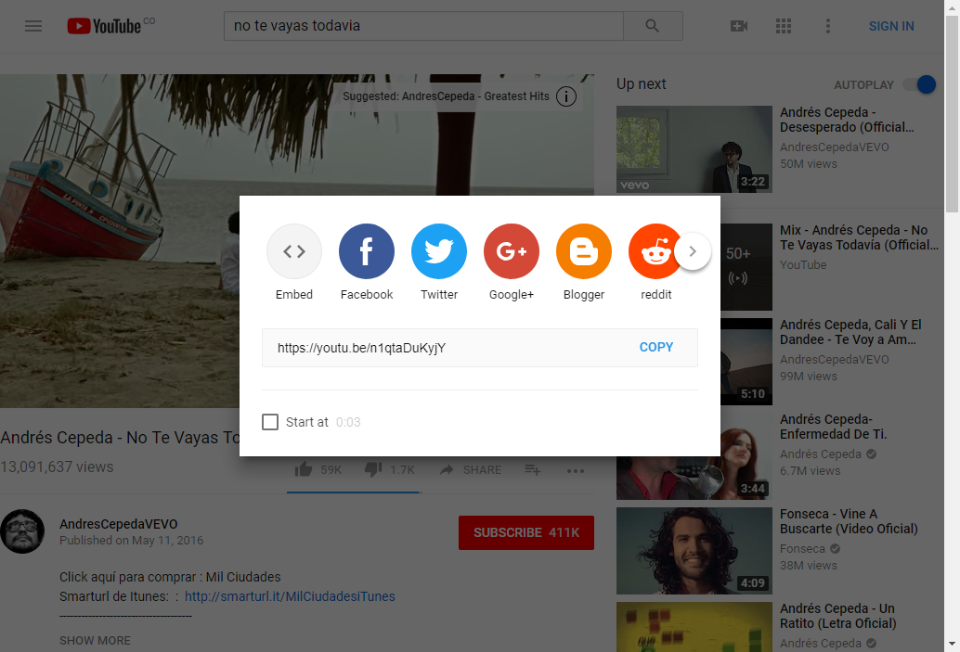 YouTube CO
no te vayas todavia
SIGN IN
Suggested: AndresCepeda - Greatest Hits
Embed
Facebook
Twitter
Google+
Blogger
reddit
https://youtu.be/n1qtaDuKyjY
COPY
Start at 0:03
Andrés Cepeda - No Te Vayas To
13,091,637 views
59K
1.7K
SHARE
AndresCepedaVEVO
Published on May 11, 2016
SUBSCRIBE 411K
Click aquí para comprar : Mil Ciudades
Smarturl de Itunes: : http://smarturl.it/MilCiudadesiTunes
SHOW MORE
Up next
AUTOPLAY
vevo
3:22
Andrés Cepeda -
Desesperado (Official...
AndresCepedaVEVO
50M views
50+
Mix - Andrés Cepeda - No
Te Vayas Todavía (Official...
YouTube
5:10
Andrés Cepeda, Cali Y El
Dandee - Te Voy a Am...
AndresCepedaVEVO
99M views
3:44
Andrés Cepeda-
Enfermedad De Ti.
Andrés Cepeda
6.7M views
4:09
Fonseca - Vine A
Buscarte (Video Oficial)
Fonseca
38M views
Andrés Cepeda - Un
Ratito (Letra Oficial)
Andrés Cepeda